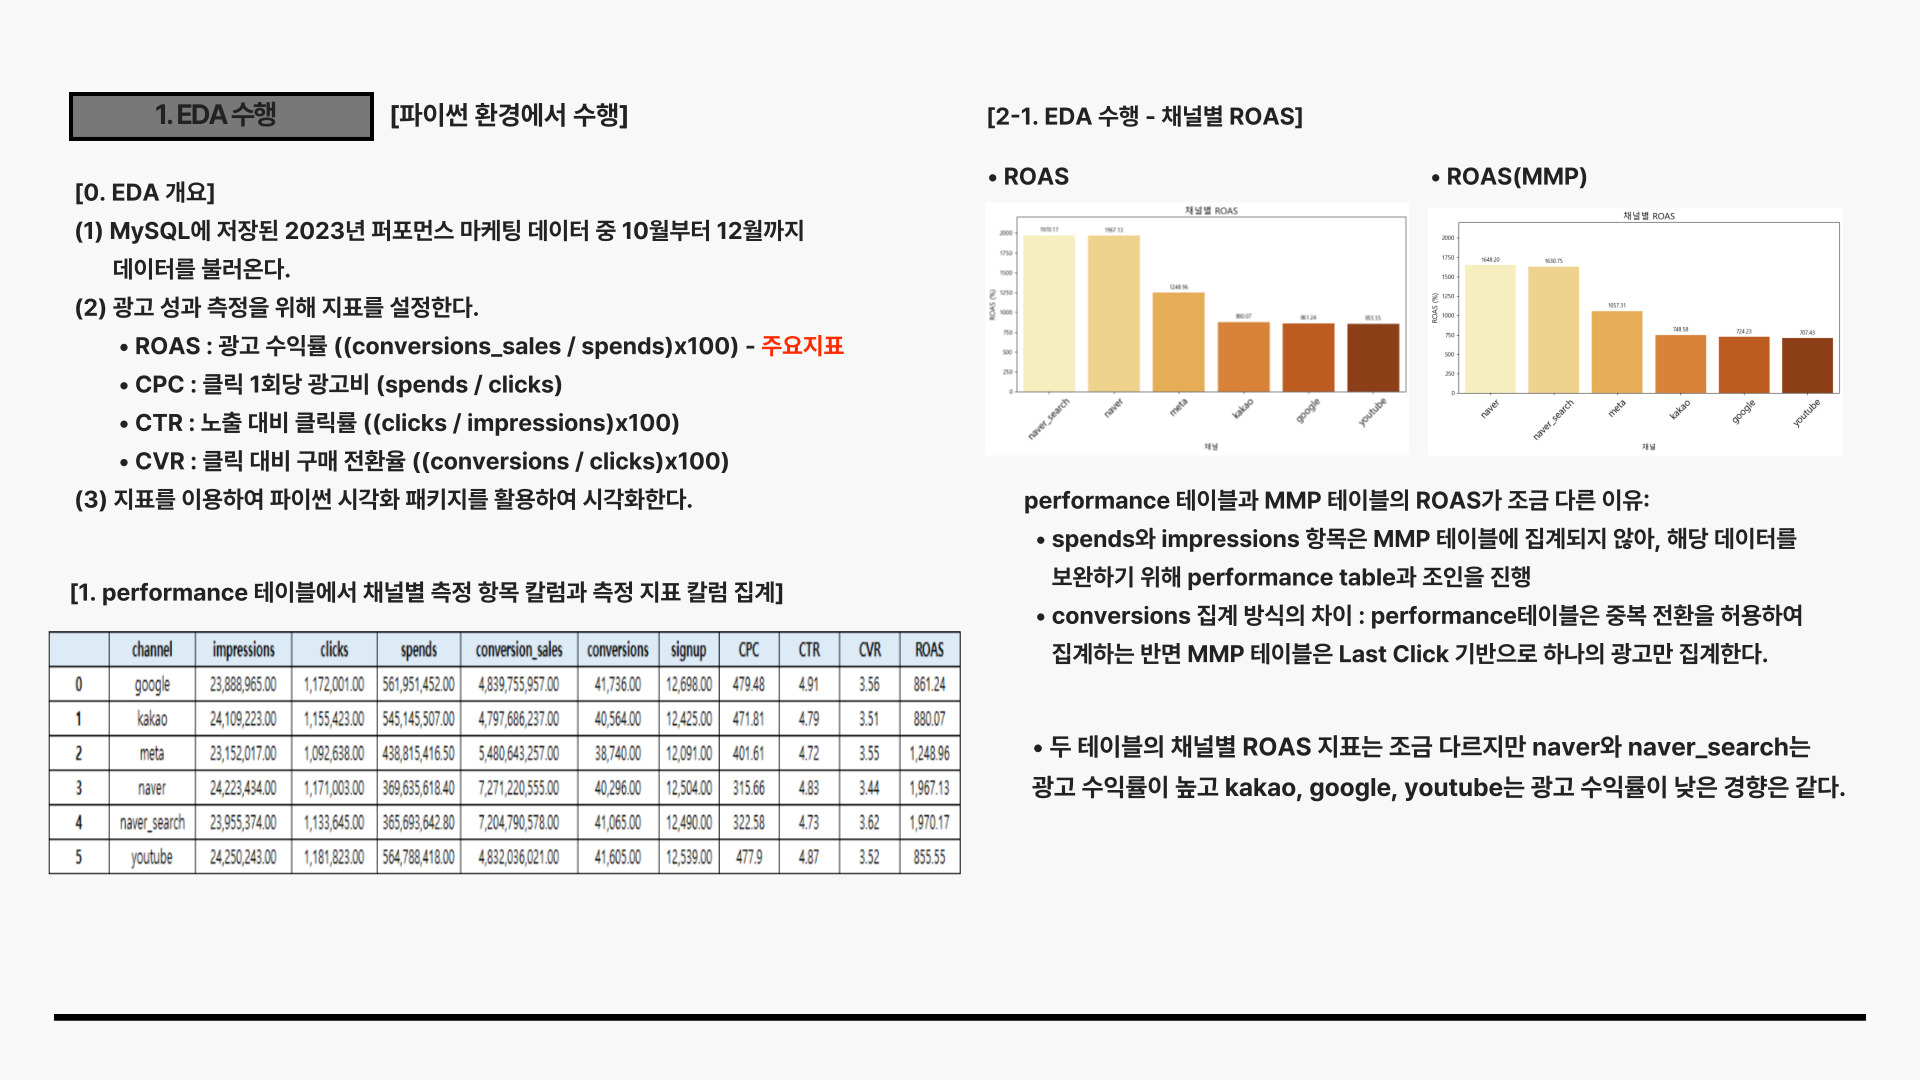 1. EDA 수행
[파이썬 환경에서 수행]
[0. EDA 개요]
(1) MySQL에 저장된 2023년 퍼포먼스 마케팅 데이터 중 10월부터 12월까지
데이터를 불러온다.
(2) 광고 성과 측정을 위해 지표를 설정한다.
• ROAS : 광고 수익률 ((conversions_sales / spends)x100) - 주요지표
• CPC : 클릭 1회당 광고비 (spends / clicks)
• CTR : 노출 대비 클릭률 ((clicks / impressions)x100)
• CVR : 클릭 대비 구매 전환율 ((conversions / clicks)x100)
(3) 지표를 이용하여 파이썬 시각화 패키지를 활용하여 시각화한다.
[1. performance 테이블에서 채널별 측정 항목 칼럼과 측정 지표 칼럼 집계]
channel impressions clicks spends conversion_sales conversions signup CPC CTR CVR ROAS
0 google 23,888,965.00 1,172,001.00 561,951,452.00 4,839,755,957.00 41,736.00 12,698.00 479.48 4.91 3.56 861.24
1 kakao 24,109,223.00 1,155,423.00 545,145,507.00 4,797,686,237.00 40,564.00 12,425.00 471.81 4.79 3.51 880.07
2 meta 23,152,017.00 1,092,638.00 438,815,416.50 5,480,643,257.00 38,740.00 12,091.00 401.61 4.72 3.55 1,248.96
3 naver 24,223,434.00 1,171,003.00 369,635,618.40 7,271,220,555.00 40,296.00 12,504.00 315.66 4.83 3.44 1,967.13
4 naver_search 23,955,374.00 1,133,645.00 365,693,642.80 7,204,790,578.00 41,065.00 12,490.00 322.58 4.73 3.62 1,970.17
5 youtube 24,250,243.00 1,181,823.00 564,788,418.00 4,832,036,021.00 41,605.00 12,539.00 477.9 4.87 3.52 855.55
[2-1. EDA 수행 - 채널별 ROAS]
• ROAS
채널별 ROAS
ROAS (%)
2000
1750
1500
1250
1000
750
500
250
0
1970.17 1967.13 1248.96 880.07 861.24 855.55
naver_search naver meta kakao google youtube
채널
• ROAS(MMP)
채널별 ROAS
ROAS (%)
2000
1750
1500
1250
1000
750
500
250
0
1648.20 1630.75 1057.31 748.58 724.23 707.43
naver naver_search meta kakao google youtube
채널
performance 테이블과 MMP 테이블의 ROAS가 조금 다른 이유:
• spends와 impressions 항목은 MMP 테이블에 집계되지 않아, 해당 데이터를
보완하기 위해 performance table과 조인을 진행
• conversions 집계 방식의 차이 : performance테이블은 중복 전환을 허용하여
집계하는 반면 MMP 테이블은 Last Click 기반으로 하나의 광고만 집계한다.
• 두 테이블의 채널별 ROAS 지표는 조금 다르지만 naver와 naver_search는
광고 수익률이 높고 kakao, google, youtube는 광고 수익률이 낮은 경향은 같다.